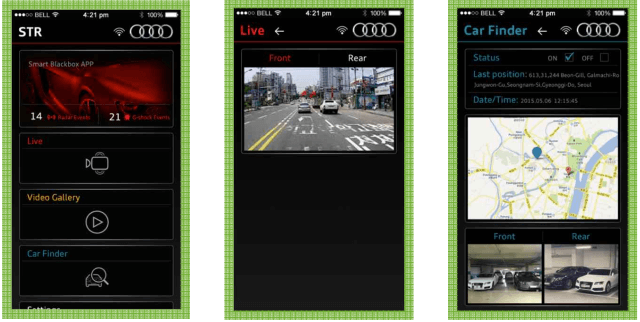 BELL 4:21 pm 100%
STR
Smart Blackbox APP
14 Radar Events 21 G-shock Events
Live
Video Gallery
Car Finder
Settings
BELL 4:21 pm 100%
Live
Front Rear
BELL 4:21 pm 100%
Car Finder
Status ON OFF
Last position: 613,31,244 Beon-Gill, Galmachi-Ro
Jungwon-Gu,Seongnam-Si,Gyeonggi-Do, Seoul
Date/Time: 2015.05.06 12:15:45
Front Rear